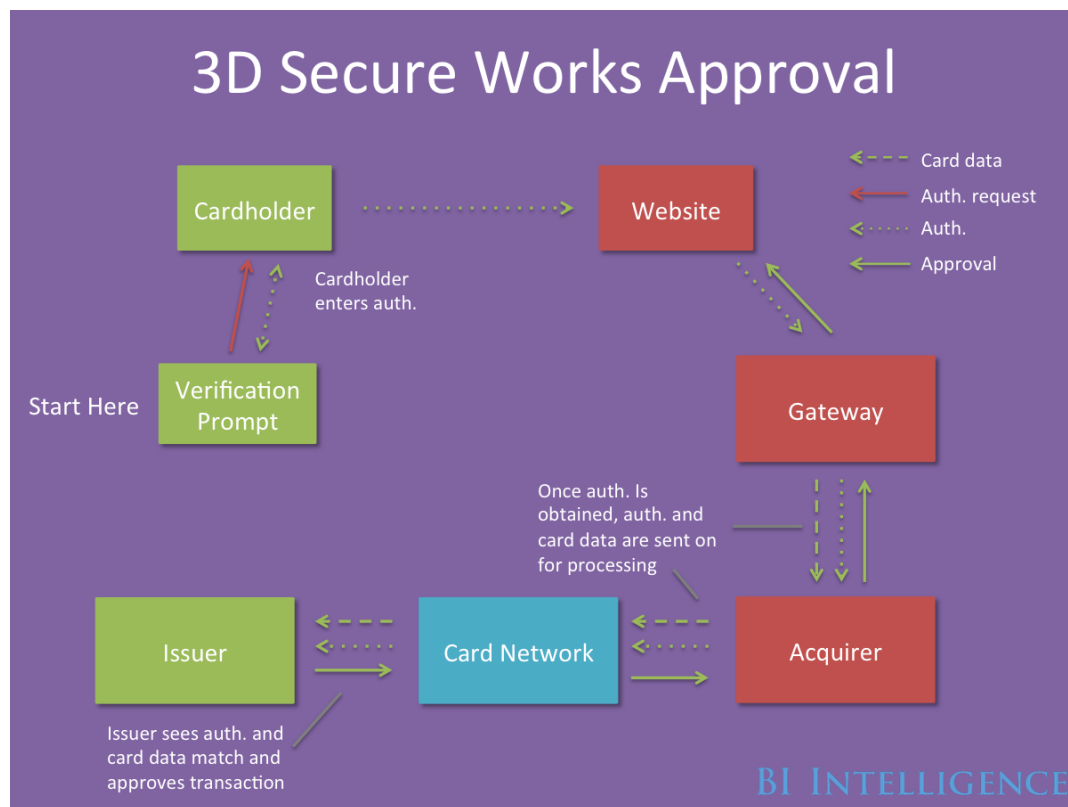 3D Secure Works Approval
Cardholder
Website
Card data
Auth. request
Auth.
Approval
Cardholder
enters auth.
Start Here
Verification
Prompt
Gateway
Once auth. Is
obtained, auth. and
card data are sent on
for processing
Issuer
Card Network
Acquirer
Issuer sees auth. and
card data match and
approves transaction
BI INTELLIGENCE